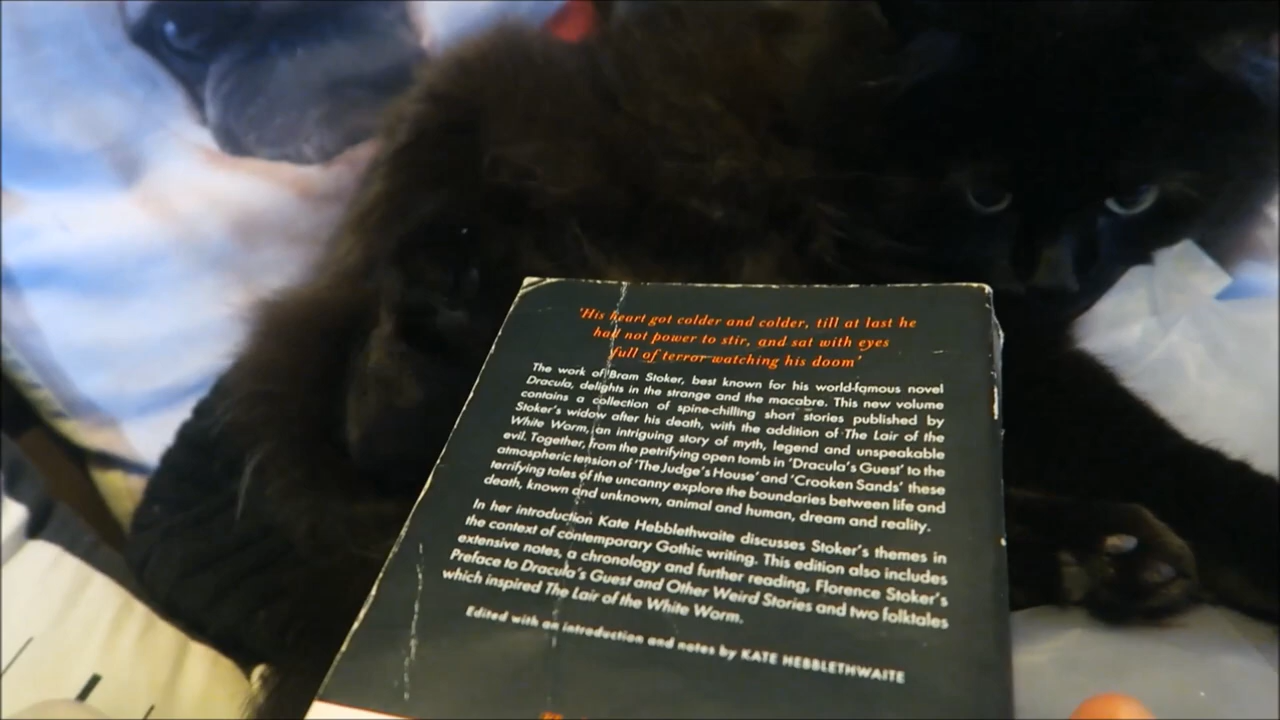 'His heart got colder and colder, till at last he
had not power to stir, and sat with eyes
full of terror watching his doom'
The work of Bram Stoker, best known for his world-famous novel
Dracula, delights in the strange and the macabre. This new volume
contains a collection of spine-chilling short stories published by
Stoker's widow after his death, with the addition of The Lair of the
White Worm, an intriguing story of myth, legend and unspeakable
evil. Together, from the petrifying open tomb in 'Dracula's Guest' to the
atmospheric tension of 'The Judge's House' and 'Crooken Sands' these
terrifying tales of the uncanny explore the boundaries between life and
death, known and unknown, animal and human, dream and reality.
In her introduction Kate Hebblethwaite discusses Stoker's themes in
the context of contemporary Gothic writing. This edition also includes
extensive notes, a chronology and further reading, Florence Stoker's
Preface to Dracula's Guest and Other Weird Stories and two folktales
which inspired The Lair of the White Worm.
Edited with an introduction and notes by KATE HEBBLETHWAITE